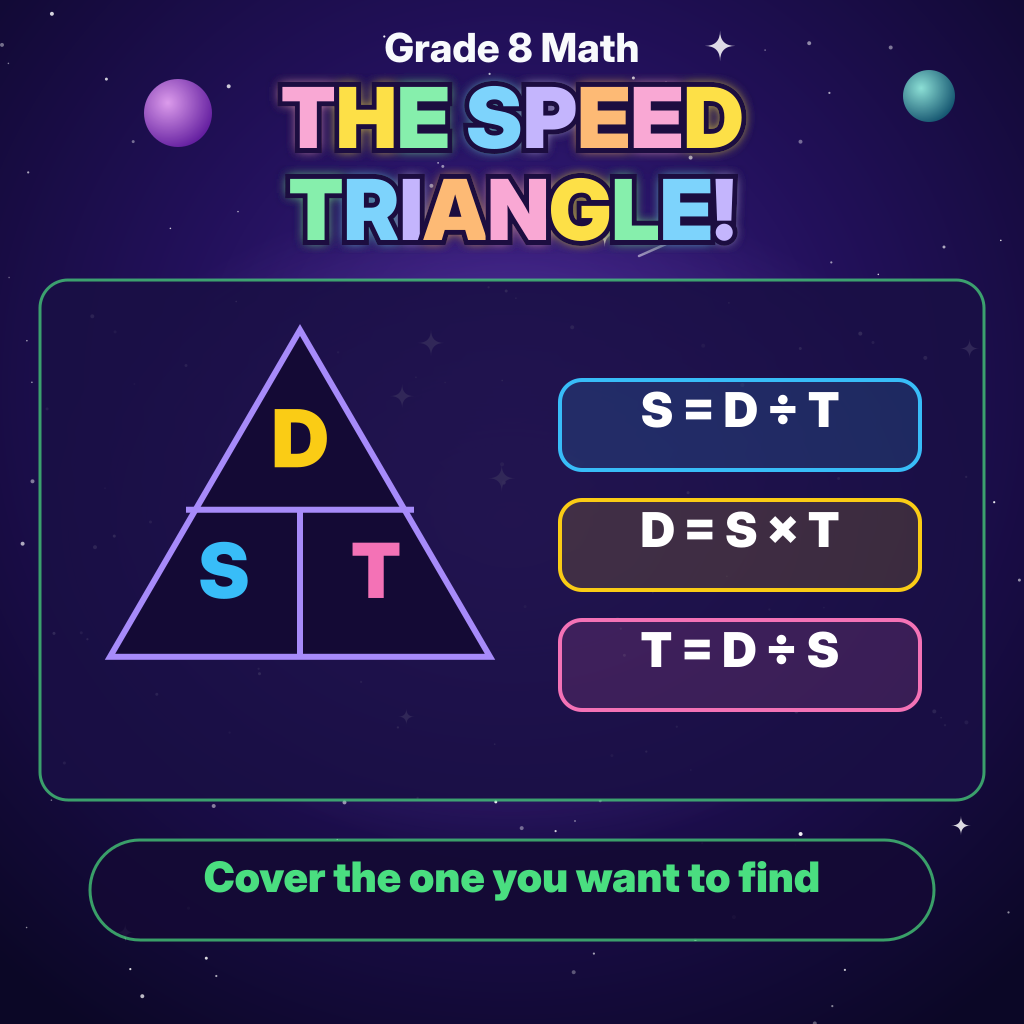 Grade 8 Math
THE SPEED
TRIANGLE!
D
S T
S = D ÷ T
D = S × T
T = D ÷ S
Cover the one you want to find